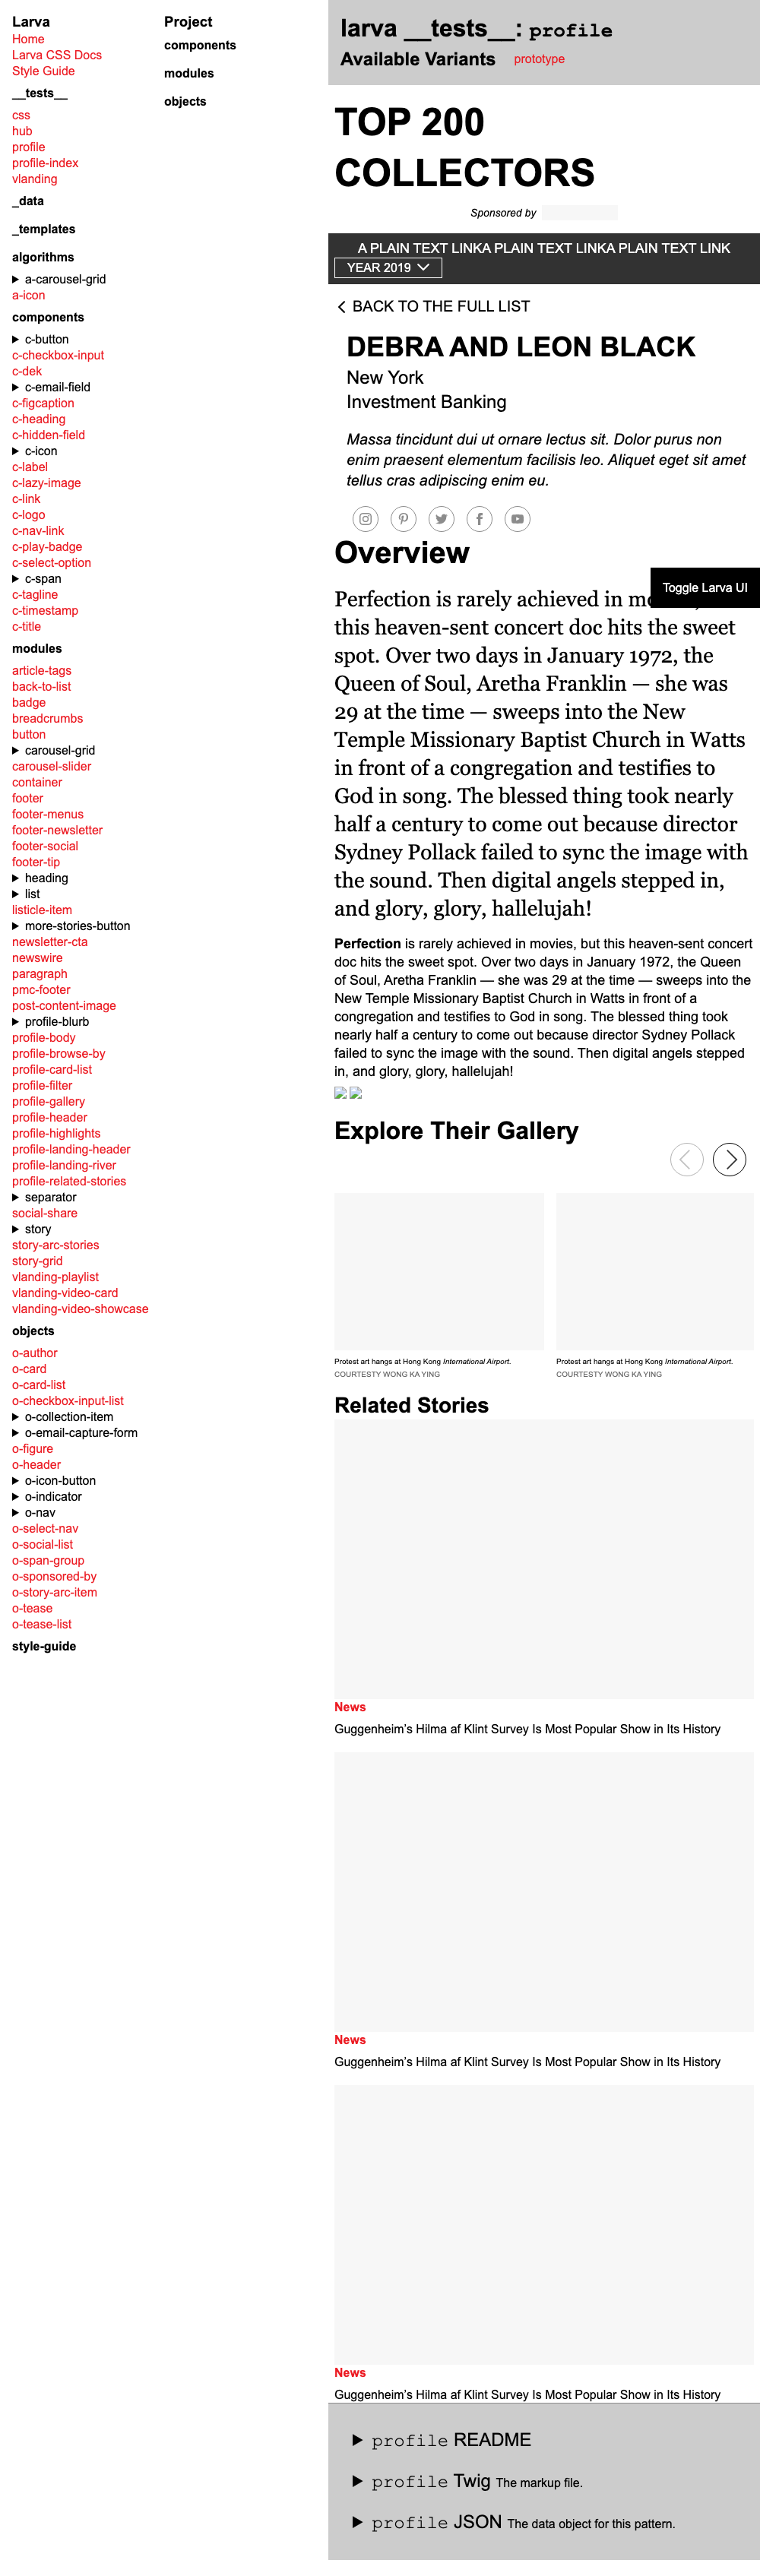 Larva
Home
Larva CSS Docs
Style Guide
__tests__
css
hub
profile
profile-index
vlanding
_data
_templates
algorithms
a-carousel-grid
a-icon
components
c-button
c-checkbox-input
c-dek
c-email-field
c-figcaption
c-heading
c-hidden-field
c-icon
c-label
c-lazy-image
c-link
c-logo
c-nav-link
c-play-badge
c-select-option
c-span
c-tagline
c-timestamp
c-title
modules
article-tags
back-to-list
badge
breadcrumbs
button
carousel-grid
carousel-slider
container
footer
footer-menus
footer-newsletter
footer-social
footer-tip
heading
list
listicle-item
more-stories-button
newsletter-cta
newswire
paragraph
pmc-footer
post-content-image
profile-blurb
profile-body
profile-browse-by
profile-card-list
profile-filter
profile-gallery
profile-header
profile-highlights
profile-landing-header
profile-landing-river
profile-related-stories
separator
social-share
story
story-arc-stories
story-grid
vlanding-playlist
vlanding-video-card
vlanding-video-showcase
objects
o-author
o-card
o-card-list
o-checkbox-input-list
o-collection-item
o-email-capture-form
o-figure
o-header
o-icon-button
o-indicator
o-nav
o-select-nav
o-social-list
o-span-group
o-sponsored-by
o-story-arc-item
o-tease
o-tease-list
style-guide
Project
components
modules
objects
larva __tests__: profile
Available Variants prototype
TOP 200
COLLECTORS
Sponsored by
A PLAIN TEXT LINKA PLAIN TEXT LINKA PLAIN TEXT LINK
YEAR 2019
BACK TO THE FULL LIST
DEBRA AND LEON BLACK
New York
Investment Banking
Massa tincidunt dui ut ornare lectus sit. Dolor purus non
enim praesent elementum facilisis leo. Aliquet eget sit amet
tellus cras adipiscing enim eu.
Overview
Toggle Larva UI
Perfection is rarely achieved in
this heaven-sent concert doc hits the sweet
spot. Over two days in January 1972, the
Queen of Soul, Aretha Franklin — she was
29 at the time — sweeps into the New
Temple Missionary Baptist Church in Watts
in front of a congregation and testifies to
God in song. The blessed thing took nearly
half a century to come out because director
Sydney Pollack failed to sync the image with
the sound. Then digital angels stepped in,
and glory, glory, hallelujah!
Perfection is rarely achieved in movies, but this heaven-sent concert
doc hits the sweet spot. Over two days in January 1972, the Queen
of Soul, Aretha Franklin — she was 29 at the time — sweeps into the
New Temple Missionary Baptist Church in Watts in front of a
congregation and testifies to God in song. The blessed thing took
nearly half a century to come out because director Sydney Pollack
failed to sync the image with the sound. Then digital angels stepped
in, and glory, glory, hallelujah!
Explore Their Gallery
Protest art hangs at Hong Kong International Airport.
COURTESTY WONG KA YING
Protest art hangs at Hong Kong International Airport.
COURTESTY WONG KA YING
Related Stories
News
Guggenheim's Hilma af Klint Survey Is Most Popular Show in Its History
News
Guggenheim's Hilma af Klint Survey Is Most Popular Show in Its History
News
Guggenheim's Hilma af Klint Survey Is Most Popular Show in Its History
profile README
profile Twig The markup file.
profile JSON The data object for this pattern.